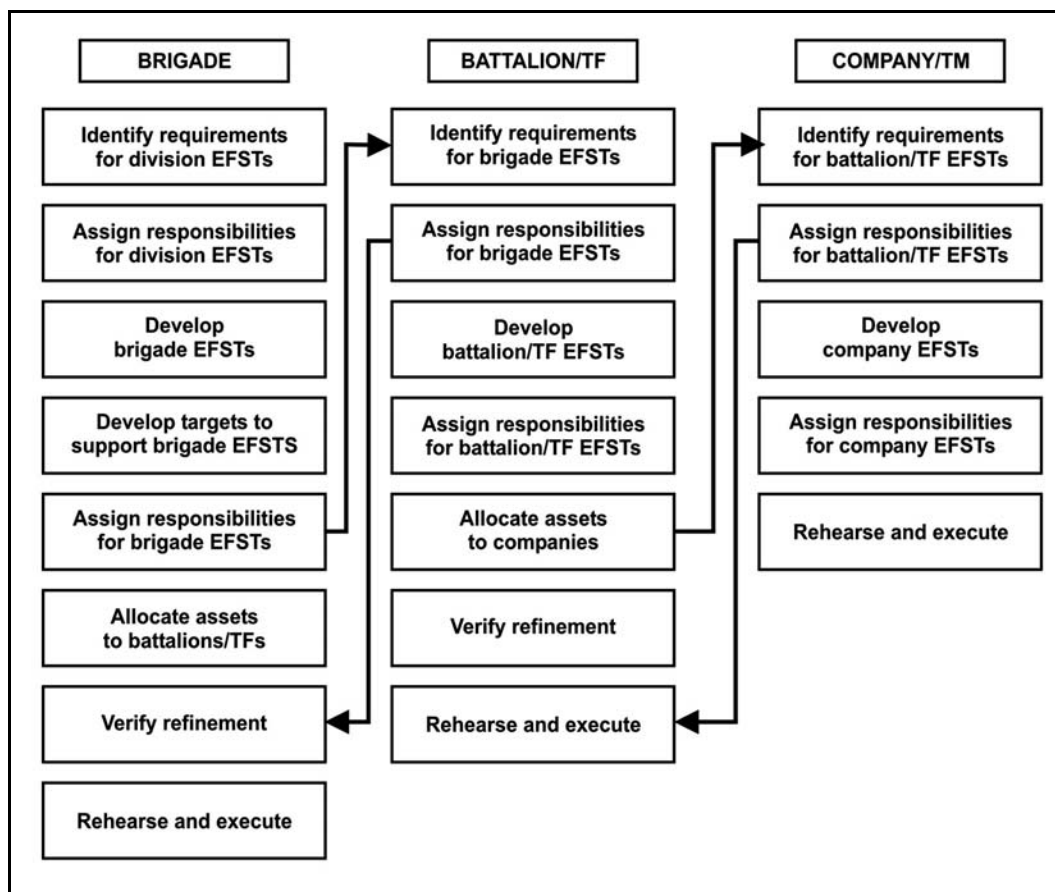 BRIGADE
Identify requirements
for division EFSTs
Assign responsibilities
for division EFSTs
Develop
brigade EFSTs
Develop targets to
support brigade EFSTS
Assign responsibilities
for brigade EFSTs
Allocate assets
to battalions/TFs
Verify refinement
Rehearse and execute
BATTALION/TF
Identify requirements
for brigade EFSTs
Assign responsibilities
for brigade EFSTs
Develop
battalion/TF EFSTs
Assign responsibilities
for battalion/TF EFSTs
Allocate assets
to companies
Verify refinement
Rehearse and execute
COMPANY/TM
Identify requirements
for battalion/TF EFSTs
Assign responsibilities
for battalion/TF EFSTs
Develop
company EFSTs
Assign responsibilities
for company EFSTs
Rehearse and execute